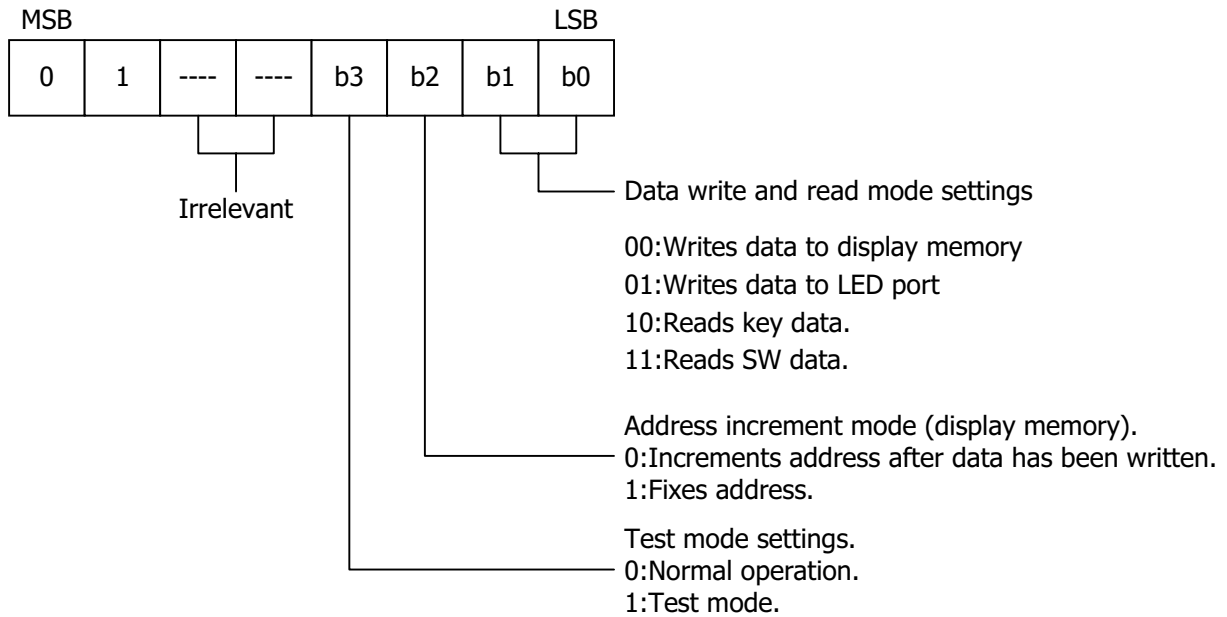 MSB LSB
0 1 ---- ---- b3 b2 b1 b0
Irrelevant
Data write and read mode settings
00:Writes data to display memory
01:Writes data to LED port
10:Reads key data.
11:Reads SW data.
Address increment mode (display memory).
0:Increments address after data has been written.
1:Fixes address.
Test mode settings.
0:Normal operation.
1:Test mode.